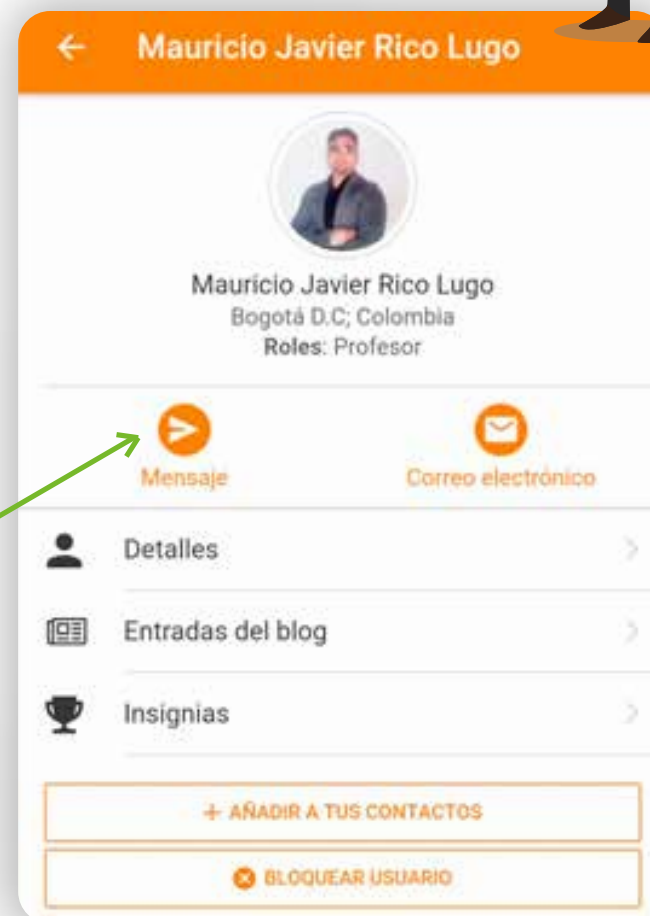 Mauricio Javier Rico Lugo
Mauricio Javier Rico Lugo
Bogotá D.C; Colombia
Roles: Profesor
Mensaje
Correo electrónico
Detalles
Entradas del blog
Insignias
+ AÑADIR A TUS CONTACTOS
BLOQUEAR USUARIO